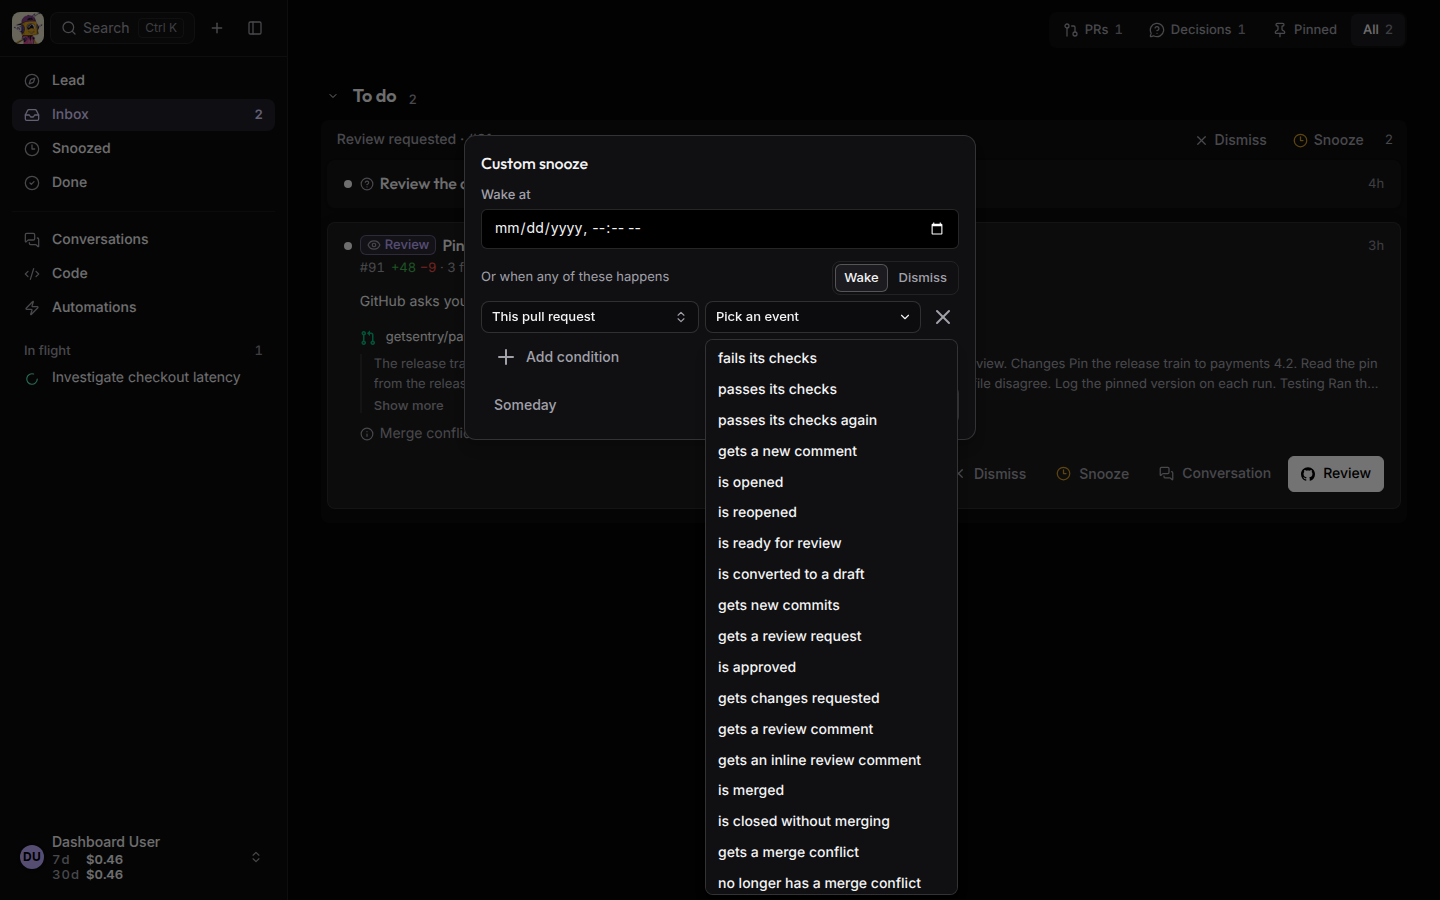 Search Ctrl K
PRs 1 Decisions 1 Pinned All 2
Lead
Inbox 2
Snoozed
Done
Conversations
Code
Automations
In flight 1
Investigate checkout latency
Dashboard User
DU
7d $0.46
30d $0.46
To do 2
Review requested ·
Dismiss Snooze 2
Review the
4h
Review
3h
#91 +48 −9 · 3
GitHub asks you
getsentry/pa
The release train
view. Changes Pin the release train to payments 4.2. Read the pin
from the
disagree. Log the pinned version on each run. Testing Ran th...
Show more
Merge
Dismiss Snooze Conversation Review
Custom snooze
Wake at
mm/dd/yyyy, --:-- --
Or when any of these happens Wake Dismiss
This pull request Pick an event
Add condition
Someday
fails its checks
passes its checks
passes its checks again
gets a new comment
is opened
is reopened
is ready for review
is converted to a draft
gets new commits
gets a review request
is approved
gets changes requested
gets a review comment
gets an inline review comment
is merged
is closed without merging
gets a merge conflict
no longer has a merge conflict